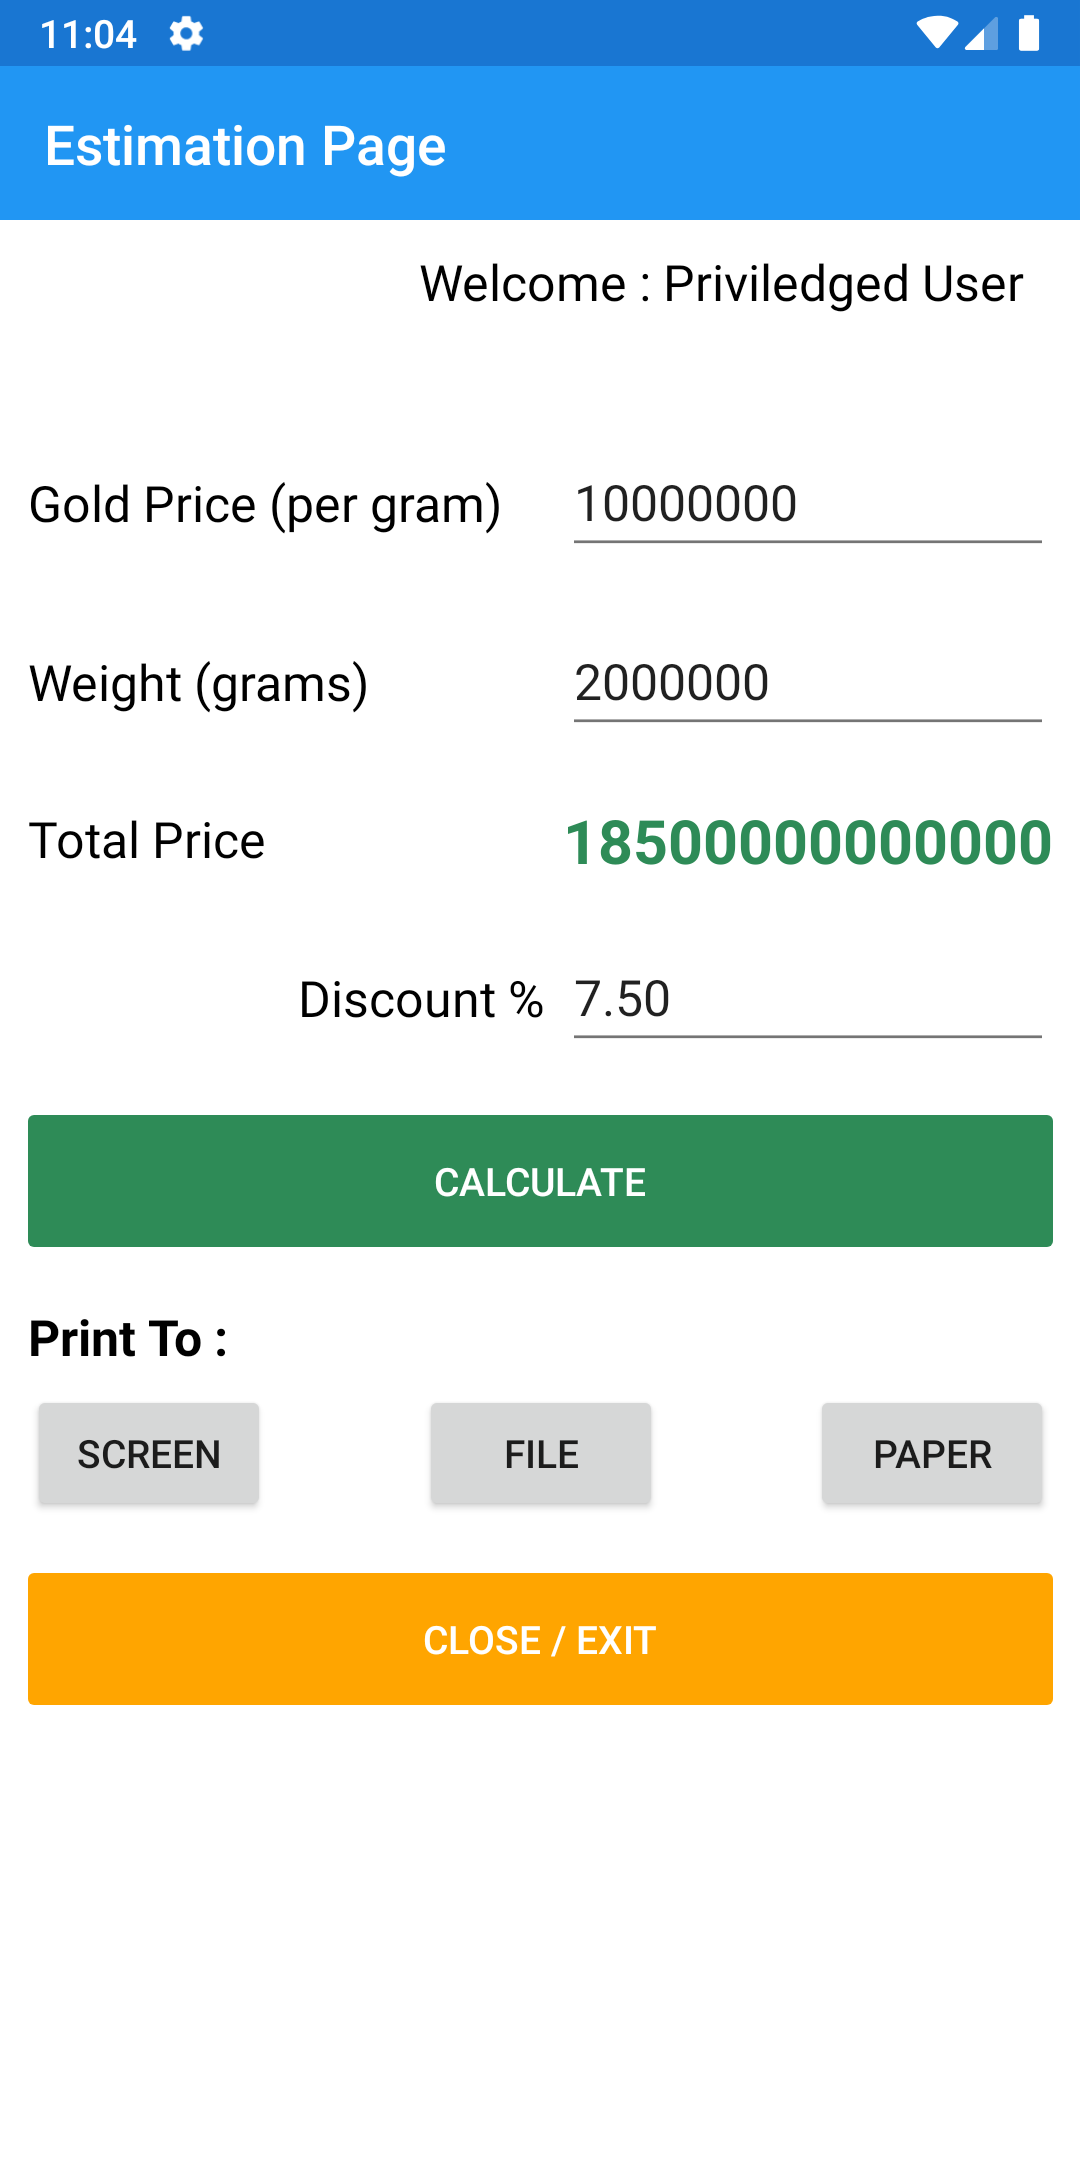 11:04
Estimation Page
Welcome : Priviledged User
Gold Price (per gram) 10000000
Weight (grams) 2000000
Total Price 18500000000000
Discount % 7.50
CALCULATE
Print To :
SCREEN FILE PAPER
CLOSE / EXIT